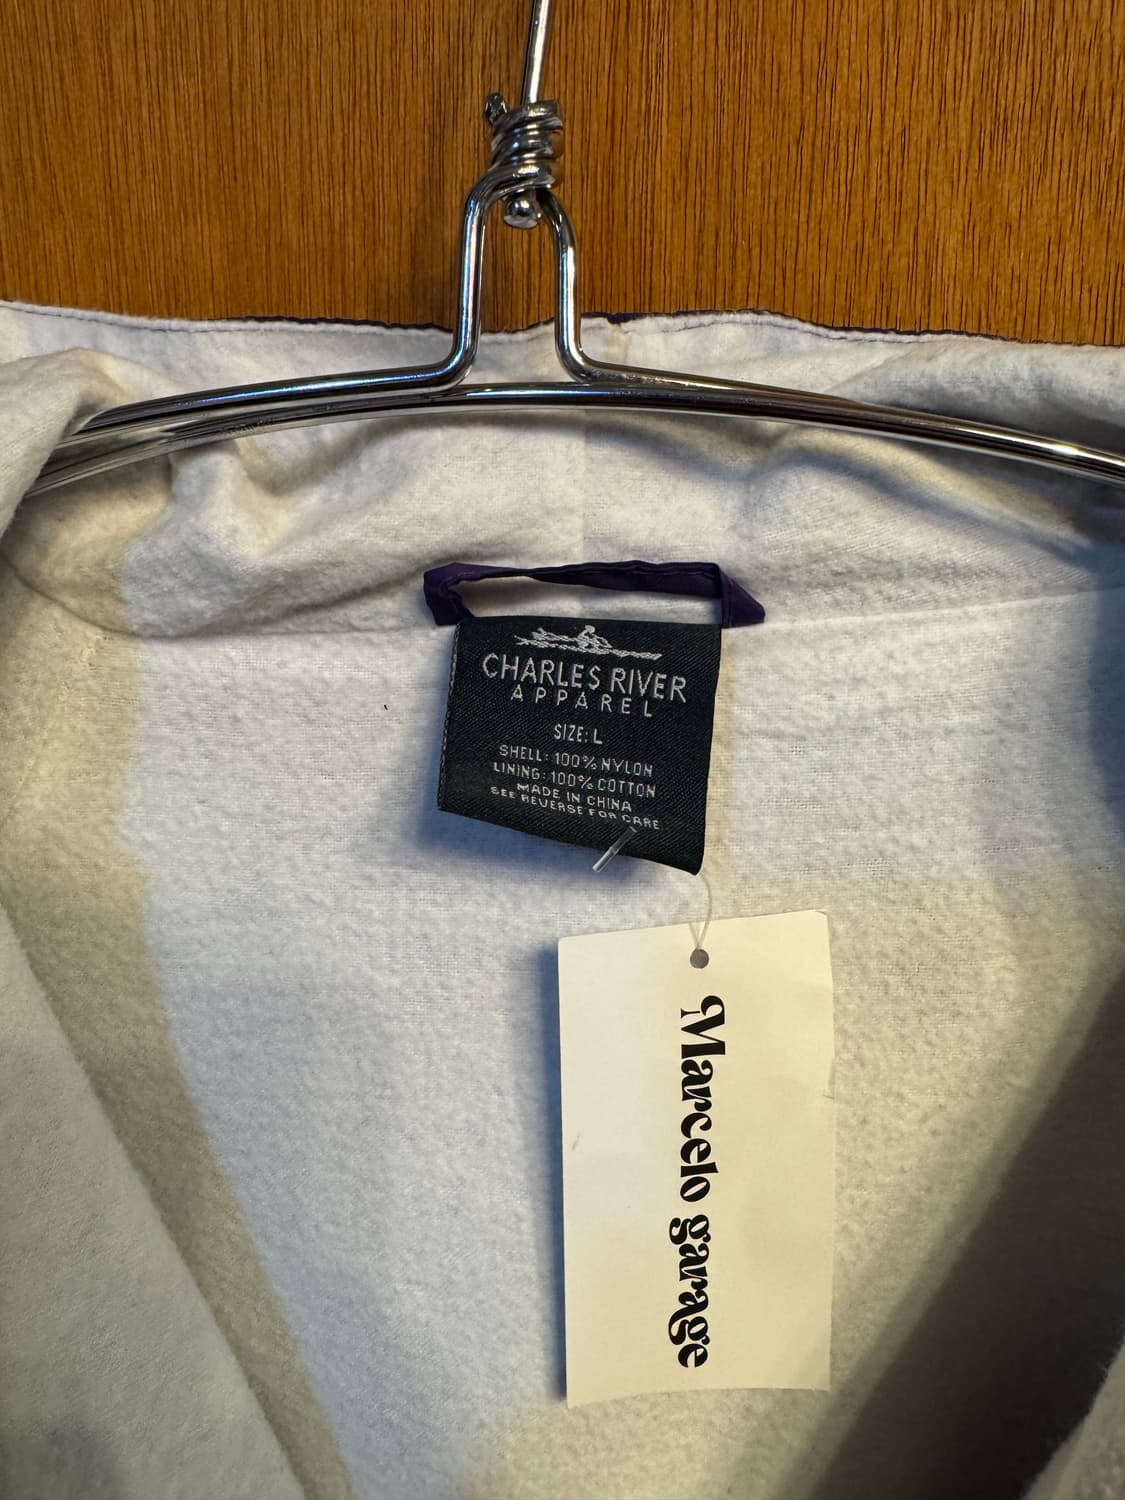 CHARLES RIVER
APPAREL
SIZE: L
SHELL: 100% NYLON
LINING: 100% COTTON
MADE IN CHINA
SEE REVERSE FOR CARE
Marcelo garage